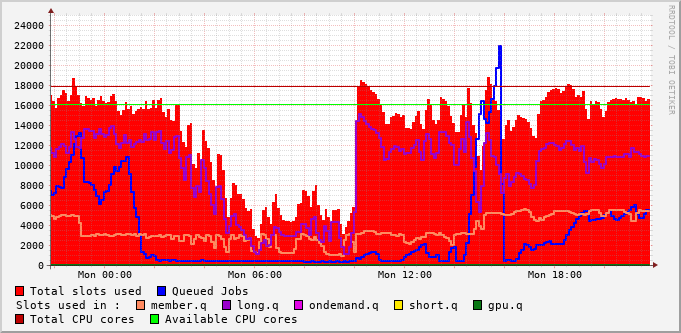 RRDTOOL / TOBI OETIKER
24000
22000
20000
18000
16000
14000
12000
10000
8000
6000
4000
2000
0
Mon 00:00 Mon 06:00 Mon 12:00 Mon 18:00
Total slots used Queued Jobs
Slots used in : member.q long.q ondemand.q short.q gpu.q
Total CPU cores Available CPU cores